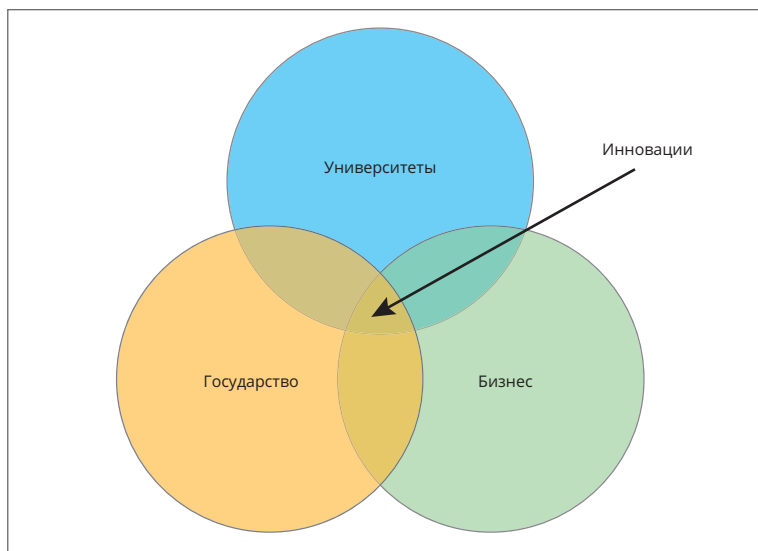 Университеты
Инновации
Государство
Бизнес